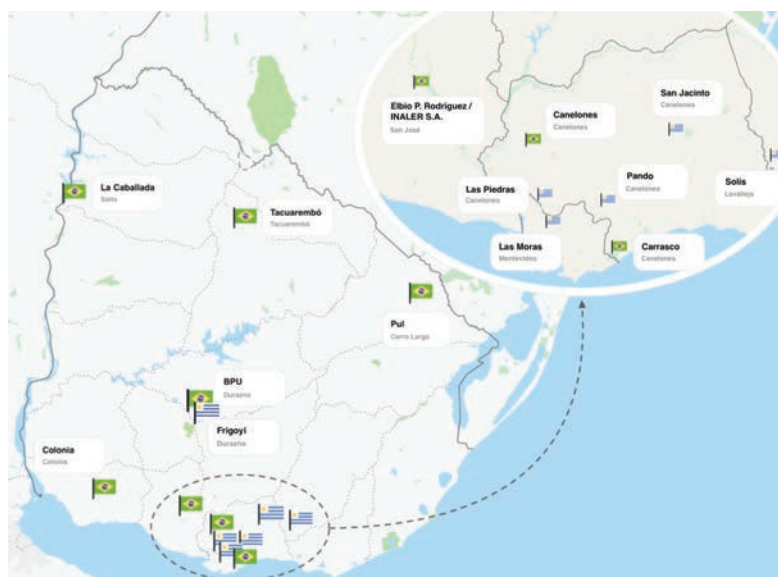 Elbio P. Rodríguez /
INALER S.A.
San José
Canelones
Canelones
San Jacinto
Canelones
La Caballada
Salto
Tacuarembó
Tacuarembó
Las Piedras
Canelones
Pando
Canelones
Solís
Lavalleja
Las Moras
Montevideo
Carrasco
Canelones
Pul
Cerro Largo
BPU
Durazno
Frigoyi
Durazno
Colonia
Colonia